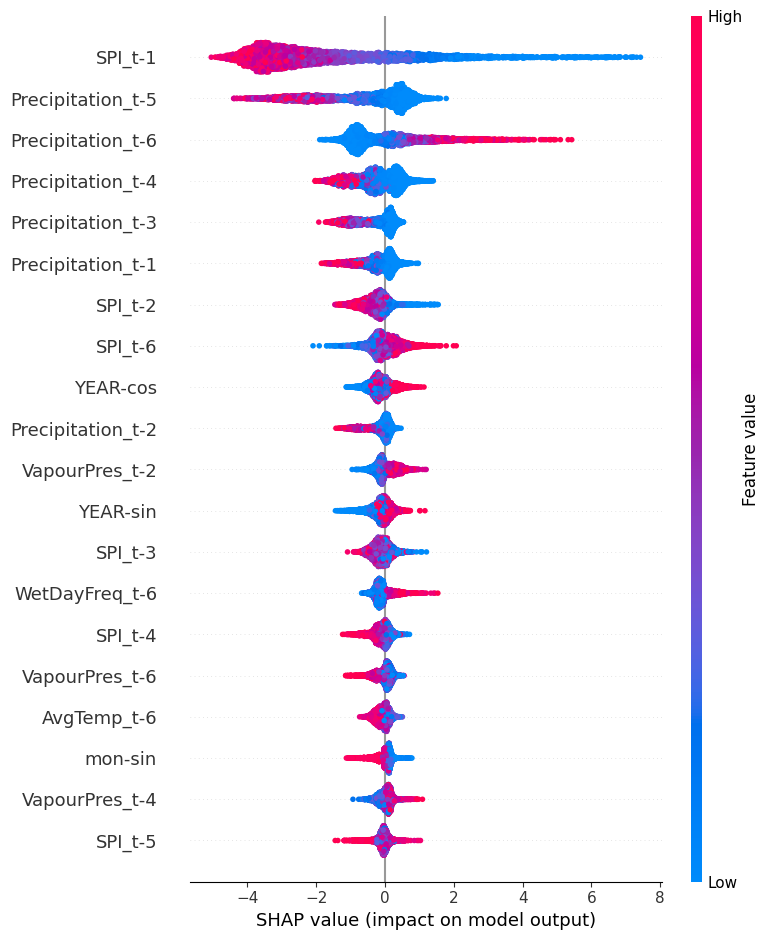 High
SPI_t-1
Precipitation_t-5
Precipitation_t-6
Precipitation_t-4
Precipitation_t-3
Precipitation_t-1
SPI_t-2
SPI_t-6
YEAR-cos
Precipitation_t-2
VapourPres_t-2
YEAR-sin
SPI_t-3
WetDayFreq_t-6
SPI_t-4
VapourPres_t-6
AvgTemp_t-6
mon-sin
VapourPres_t-4
SPI_t-5
Feature value
Low
−4 −2 0 2 4 6 8
SHAP value (impact on model output)